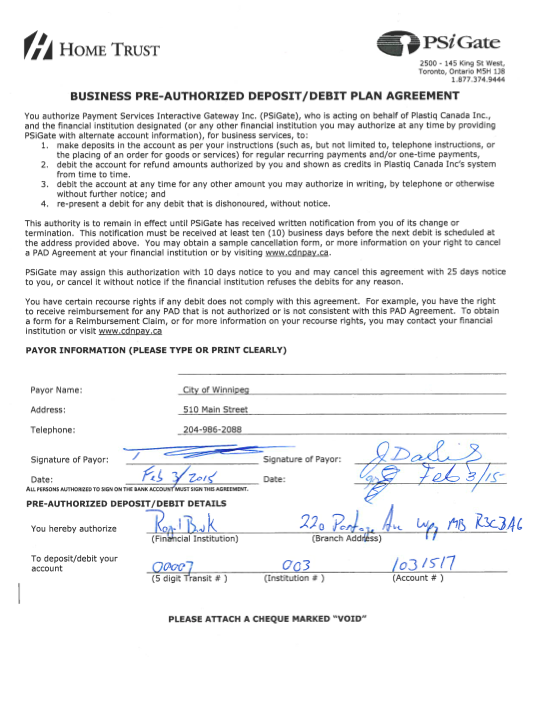 HOME TRUST
PSiGate
2500 - 145 King St West,
Toronto, Ontario M5H 1J8
1.877.374.9444
BUSINESS PRE-AUTHORIZED DEPOSIT/DEBIT PLAN AGREEMENT
You authorize Payment Services Interactive Gateway Inc. (PSiGate), who is acting on behalf of Plastiq Canada Inc.,
and the financial institution designated (or any other financial institution you may authorize at any time by providing
PSiGate with alternate account information), for business services, to:
1. make deposits in the account as per your instructions (such as, but not limited to, telephone instructions, or
the placing of an order for goods or services) for regular recurring payments and/or one-time payments,
2. debit the account for refund amounts authorized by you and shown as credits in Plastiq Canada Inc's system
from time to time.
3. debit the account at any time for any other amount you may authorize in writing, by telephone or otherwise
without further notice; and
4. re-present a debit for any debit that is dishonoured, without notice.
This authority is to remain in effect until PSiGate has received written notification from you of its change or
termination. This notification must be received at least ten (10) business days before the next debit is scheduled at
the address provided above. You may obtain a sample cancellation form, or more information on your right to cancel
a PAD Agreement at your financial institution or by visiting www.cdnpay.ca.
PSiGate may assign this authorization with 10 days notice to you and may cancel this agreement with 25 days notice
to you, or cancel it without notice if the financial institution refuses the debits for any reason.
You have certain recourse rights if any debit does not comply with this agreement. For example, you have the right
to receive reimbursement for any PAD that is not authorized or is not consistent with this PAD Agreement. To obtain
a form for a Reimbursement Claim, or for more information on your recourse rights, you may contact your financial
institution or visit www.cdnpay.ca
PAYOR INFORMATION (PLEASE TYPE OR PRINT CLEARLY)
Payor Name: City of Winnipeg
Address: 510 Main Street
Telephone: 204-986-2088
Signature of Payor: Signature of Payor:
Date: Feb 3/2015 Date: Feb 3/15
ALL PERSONS AUTHORIZED TO SIGN ON THE BANK ACCOUNT MUST SIGN THIS AGREEMENT.
PRE-AUTHORIZED DEPOSIT/DEBIT DETAILS
You hereby authorize Royal Bank 220 Portage Ave Wpg MB R3C3A6
(Financial Institution) (Branch Address)
To deposit/debit your
account 00007 003 1031517
(5 digit Transit # ) (Institution # ) (Account # )
PLEASE ATTACH A CHEQUE MARKED "VOID"